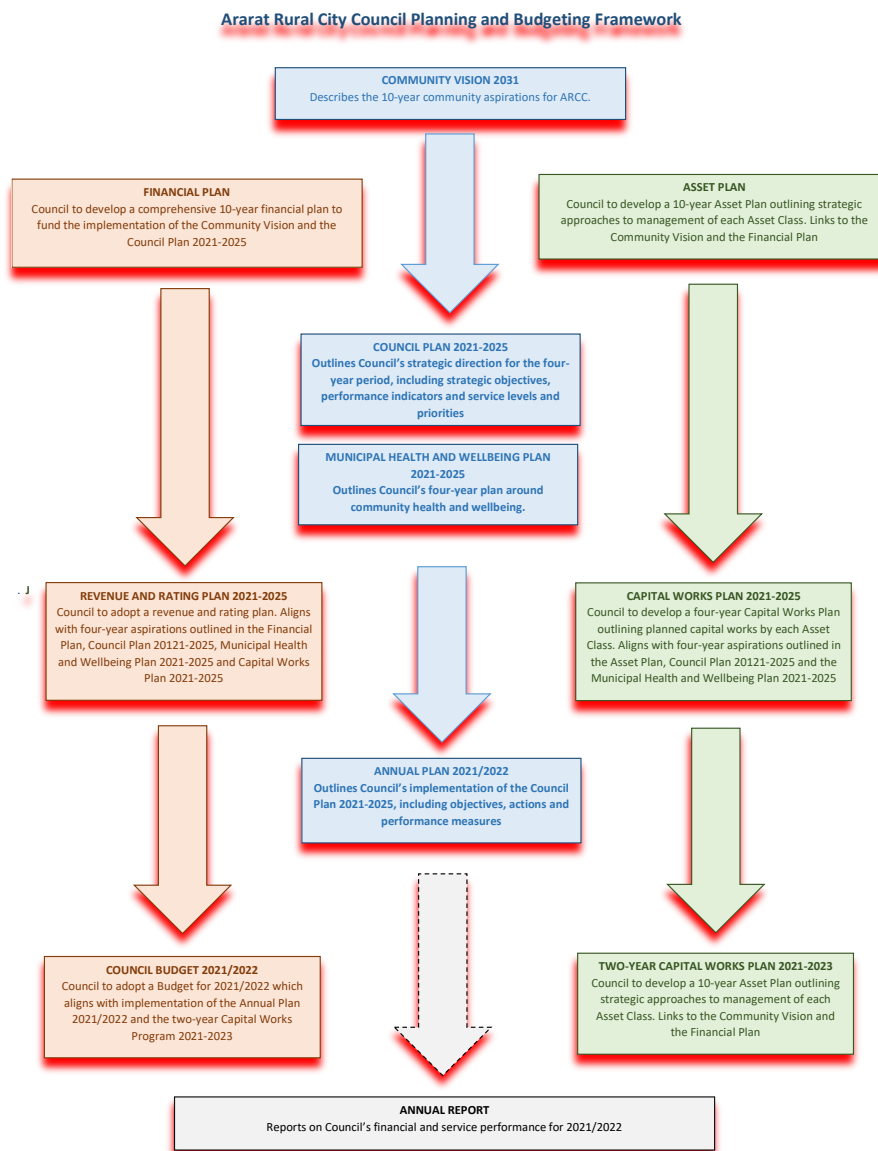 Ararat Rural City Council Planning and Budgeting Framework
COMMUNITY VISION 2031
Describes the 10-year community aspirations for ARCC.
FINANCIAL PLAN
Council to develop a comprehensive 10-year financial plan to
fund the implementation of the Community Vision and the
Council Plan 2021-2025
ASSET PLAN
Council to develop a 10-year Asset Plan outlining strategic
approaches to management of each Asset Class. Links to the
Community Vision and the Financial Plan
COUNCIL PLAN 2021-2025
Outlines Council's strategic direction for the four-
year period, including strategic objectives,
performance indicators and service levels and
priorities
MUNICIPAL HEALTH AND WELLBEING PLAN
2021-2025
Outlines Council's four-year plan around
community health and wellbeing.
REVENUE AND RATING PLAN 2021-2025
Council to adopt a revenue and rating plan. Aligns
with four-year aspirations outlined in the Financial
Plan, Council Plan 20121-2025, Municipal Health
and Wellbeing Plan 2021-2025 and Capital Works
Plan 2021-2025
CAPITAL WORKS PLAN 2021-2025
Council to develop a four-year Capital Works Plan
outlining planned capital works by each Asset
Class. Aligns with four-year aspirations outlined in
the Asset Plan, Council Plan 20121-2025 and the
Municipal Health and Wellbeing Plan 2021-2025
ANNUAL PLAN 2021/2022
Outlines Council's implementation of the Council
Plan 2021-2025, including objectives, actions and
performance measures
COUNCIL BUDGET 2021/2022
Council to adopt a Budget for 2021/2022 which
aligns with implementation of the Annual Plan
2021/2022 and the two-year Capital Works
Program 2021-2023
TWO-YEAR CAPITAL WORKS PLAN 2021-2023
Council to develop a 10-year Asset Plan outlining
strategic approaches to management of each
Asset Class. Links to the Community Vision and
the Financial Plan
ANNUAL REPORT
Reports on Council's financial and service performance for 2021/2022